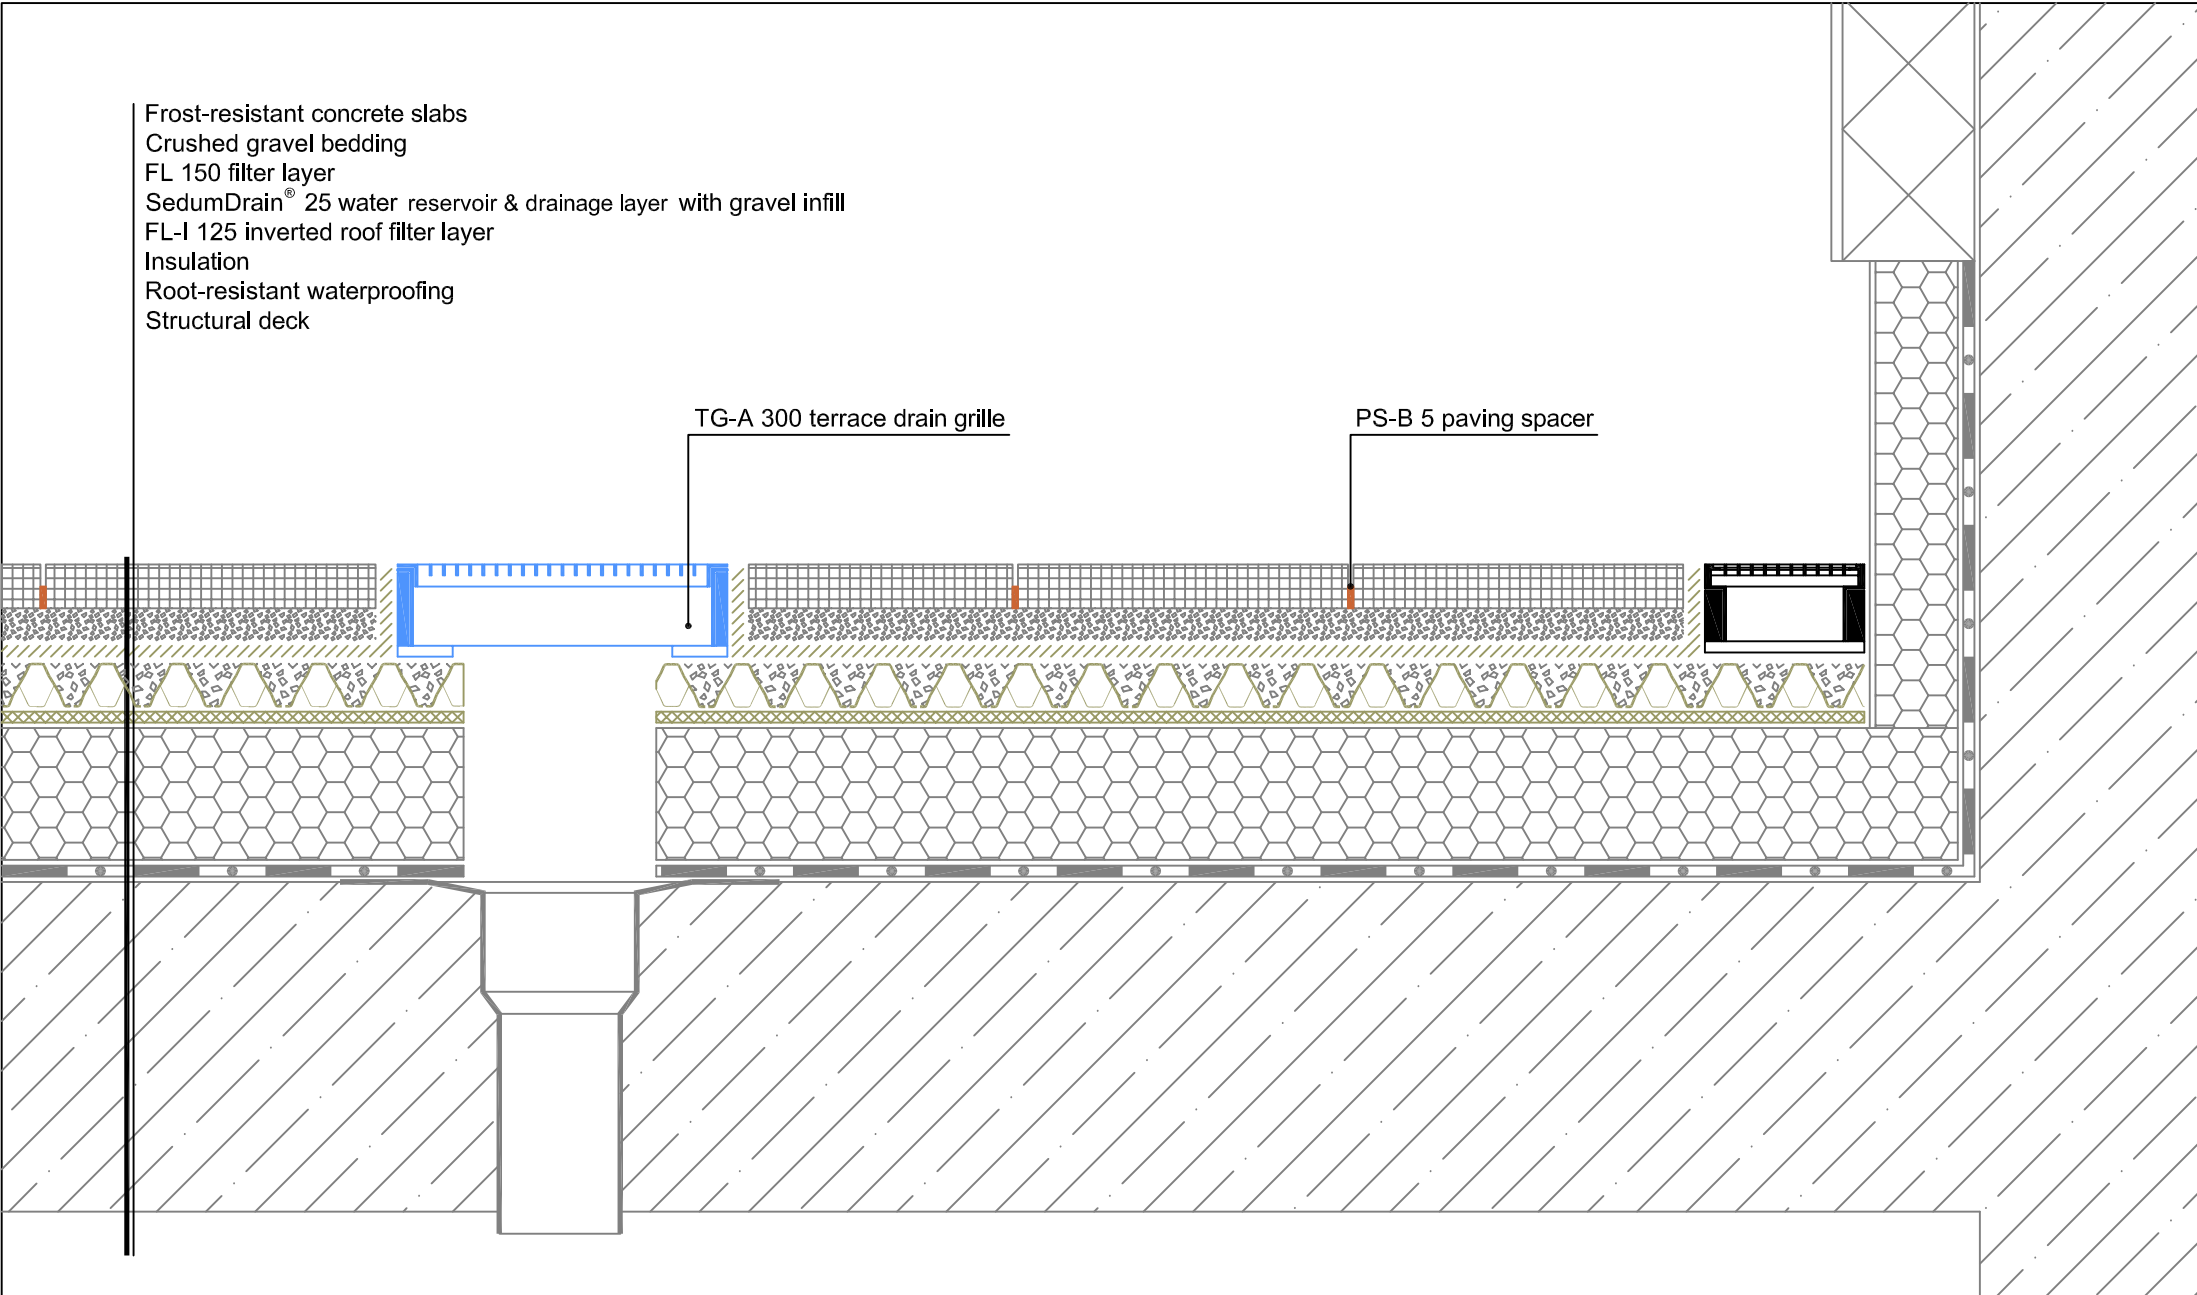 Frost-resistant concrete slabs
Crushed gravel bedding
FL 150 filter layer
SedumDrain® 25 water reservoir & drainage layer with gravel infill
FL-I 125 inverted roof filter layer
Insulation
Root-resistant waterproofing
Structural deck
TG-A 300 terrace drain grille
PS-B 5 paving spacer